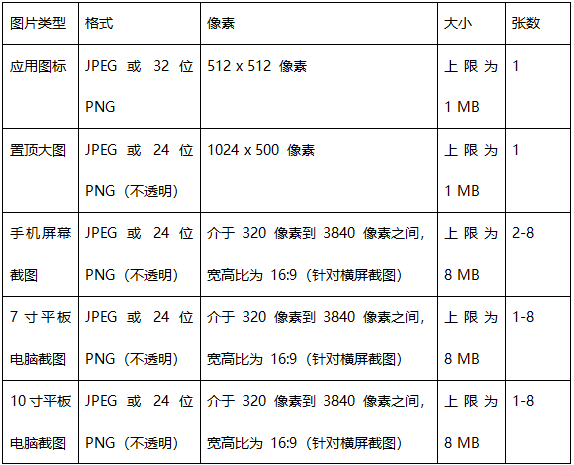 图片类型 格式 像素 大小 张数
应用图标 JPEG 或 32 位 512 x 512 像素 上限为 1
PNG 1 MB
置顶大图 JPEG 或 24 位 1024 x 500 像素 上限为 1
PNG（不透明） 1 MB
手机屏幕 JPEG 或 24 位 介于 320 像素到 3840 像素之间， 上限为 2-8
截图 PNG（不透明） 宽高比为 16:9（针对横屏截图） 8 MB
7 寸平板 JPEG 或 24 位 介于 320 像素到 3840 像素之间， 上限为 1-8
电脑截图 PNG（不透明） 宽高比为 16:9（针对横屏截图） 8 MB
10 寸平板 JPEG 或 24 位 介于 320 像素到 3840 像素之间， 上限为 1-8
电脑截图 PNG（不透明） 宽高比为 16:9（针对横屏截图） 8 MB